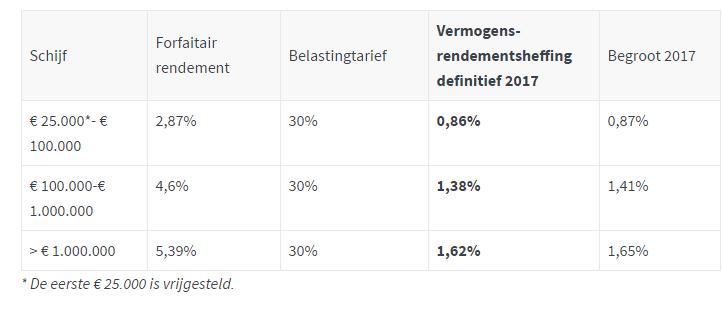 Schijf
Forfaitair
rendement
Belastingtarief
Vermogens-
rendementsheffing
definitief 2017
Begroot 2017
€ 25.000*- €
100.000
2,87%
30%
0,86%
0,87%
€ 100.000-€
1.000.000
4,6%
30%
1,38%
1,41%
> € 1.000.000
5,39%
30%
1,62%
1,65%
* De eerste € 25.000 is vrijgesteld.